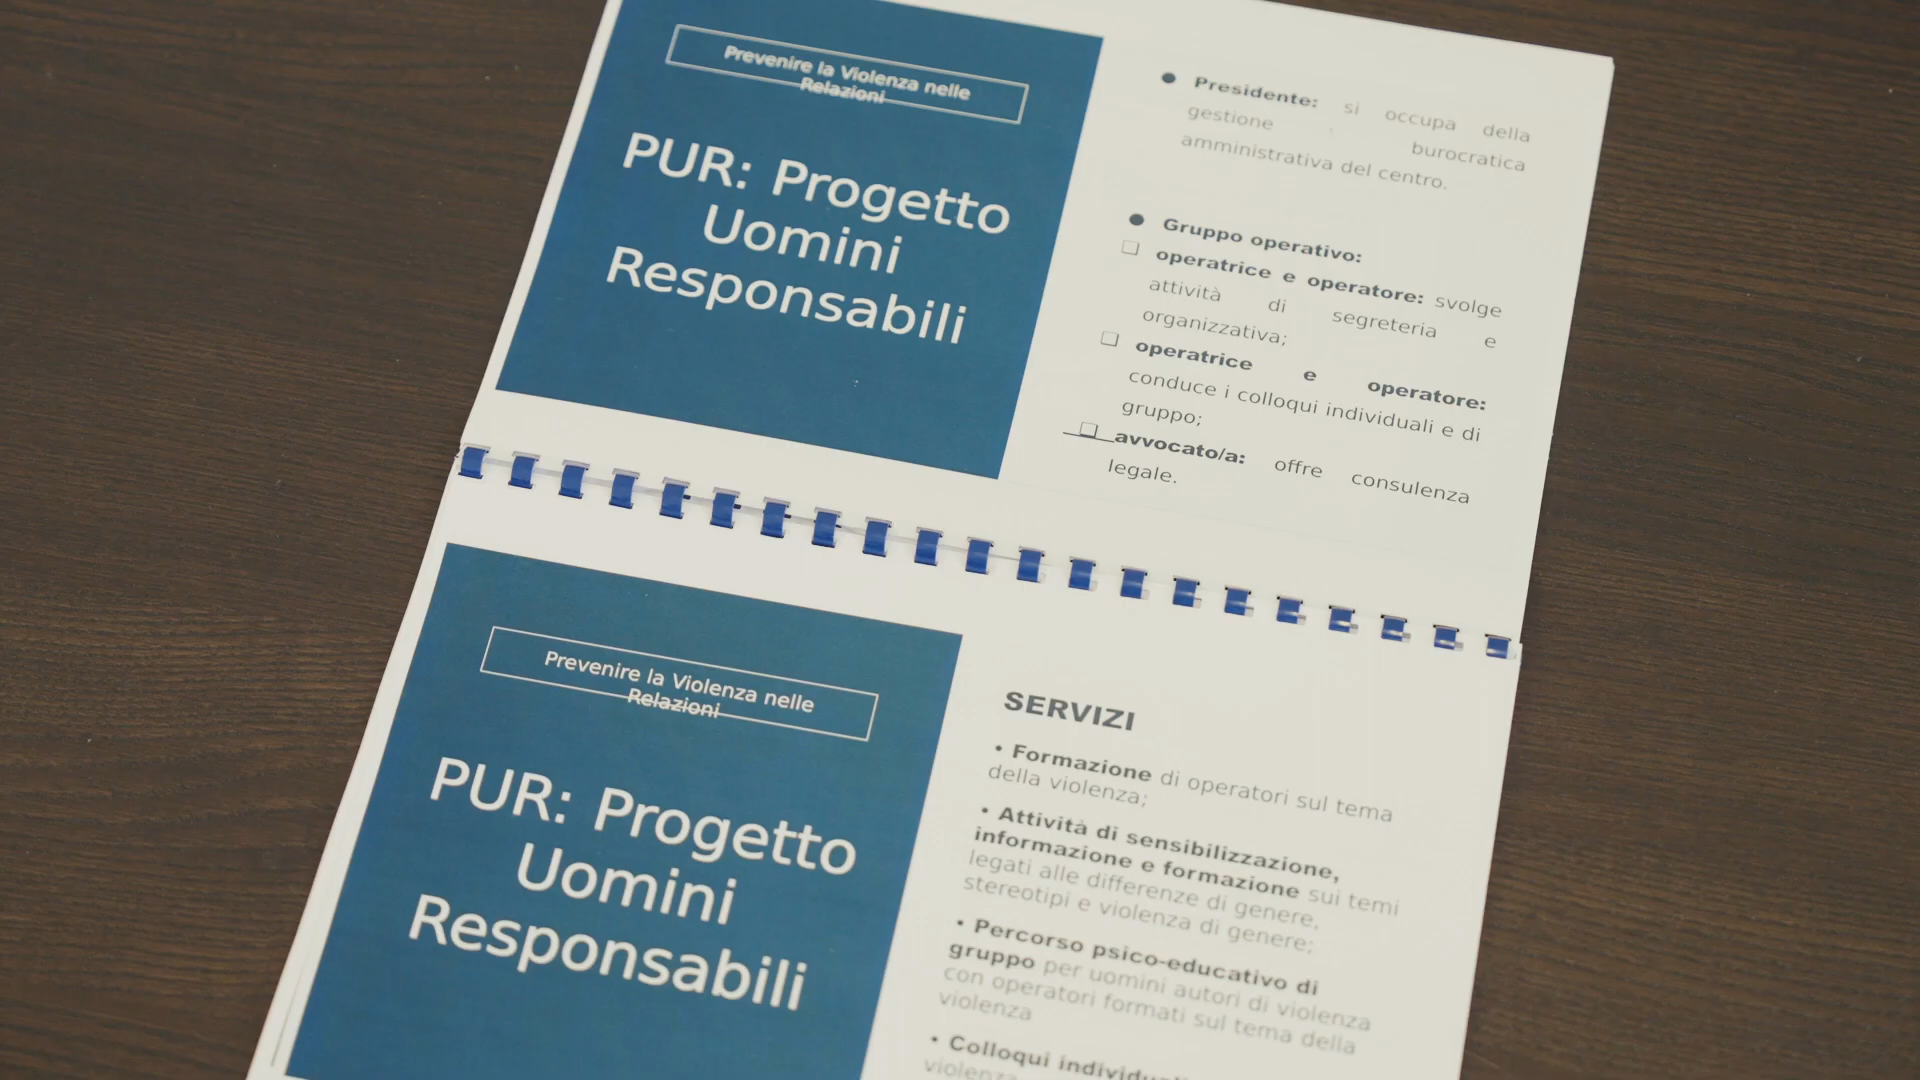 Prevenire la Violenza nelle
Relazioni
PUR: Progetto
Uomini
Responsabili
● Presidente: si occupa della
gestione burocratica
amministrativa del centro.
● Gruppo operativo:
❑ operatrice e operatore: svolge
attività di segreteria e
organizzativa;
❑ operatrice e operatore:
conduce i colloqui individuali e di
gruppo;
❑ avvocato/a: offre consulenza
legale.
Prevenire la Violenza nelle
Relazioni
PUR: Progetto
Uomini
Responsabili
SERVIZI
• Formazione di operatori sul tema
della violenza;
• Attività di sensibilizzazione,
informazione e formazione sui temi
legati alle differenze di genere,
stereotipi e violenza di genere;
• Percorso psico-educativo di
gruppo per uomini autori di violenza
con operatori formati sul tema della
violenza
• Colloqui
violenza